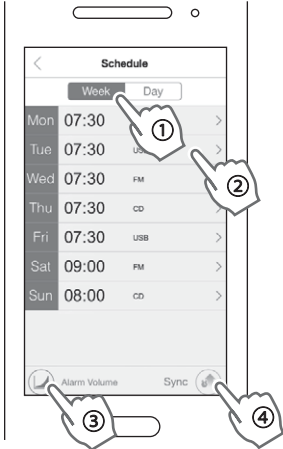 Schedule
Week Day
Mon 07:30
Tue 07:30
Wed 07:30 FM
Thu 07:30 CD
Fri 07:30 USB
Sat 09:00 FM
Sun 08:00 CD
Alarm Volume Sync
1
2
3
4